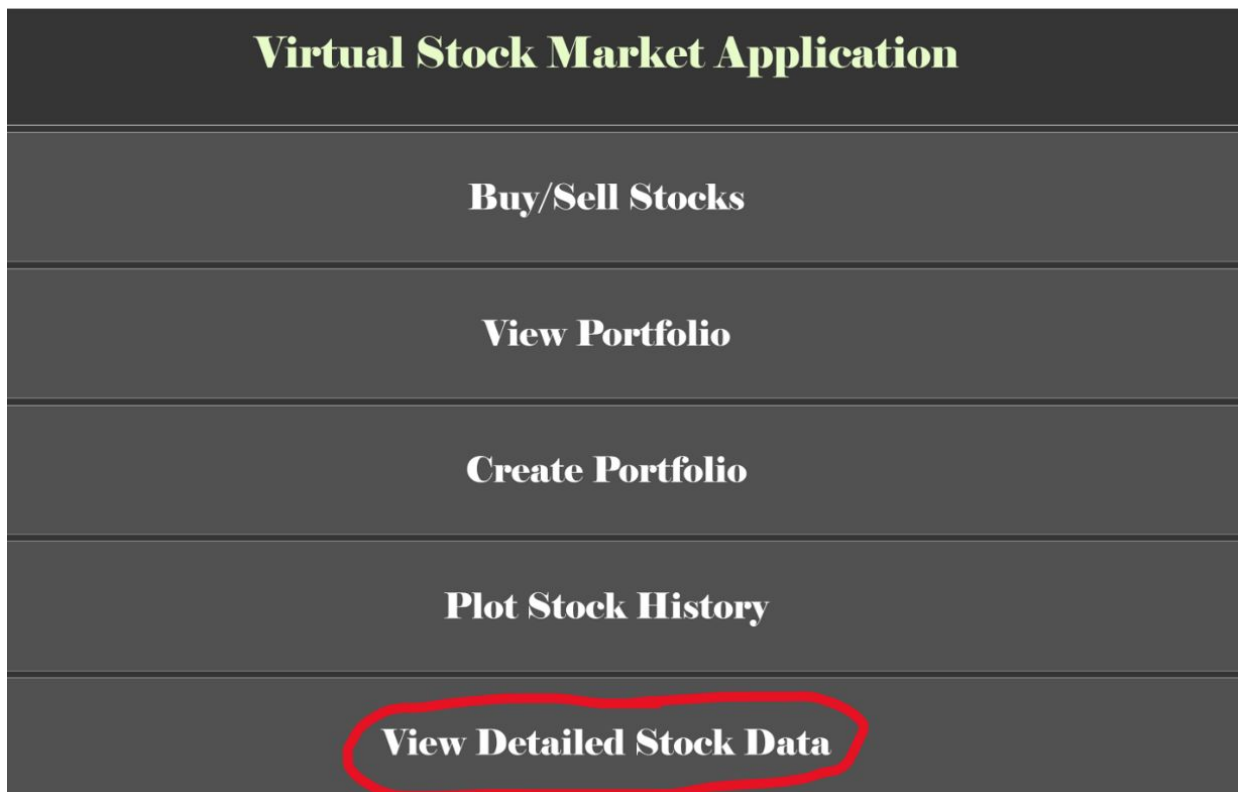 Virtual Stock Market Application
Buy/Sell Stocks
View Portfolio
Create Portfolio
Plot Stock History
View Detailed Stock Data